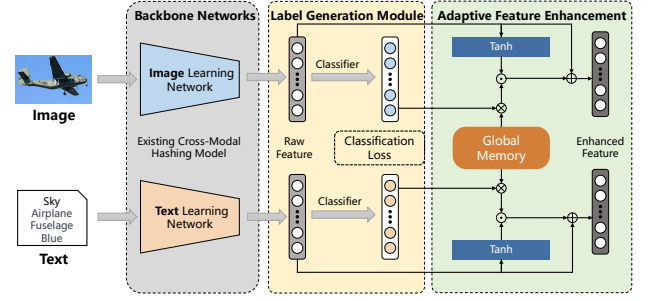 Backbone Networks
Label Generation Module
Adaptive Feature Enhancement
Image Learning
Network
Classifier
Tanh
Image
Existing Cross-Modal
Hashing Model
Raw
Feature
Classification
Loss
Global
Memory
Enhanced
Feature
Sky
Airplane
Fuselage
Blue
Text
Text Learning
Network
Classifier
Tanh